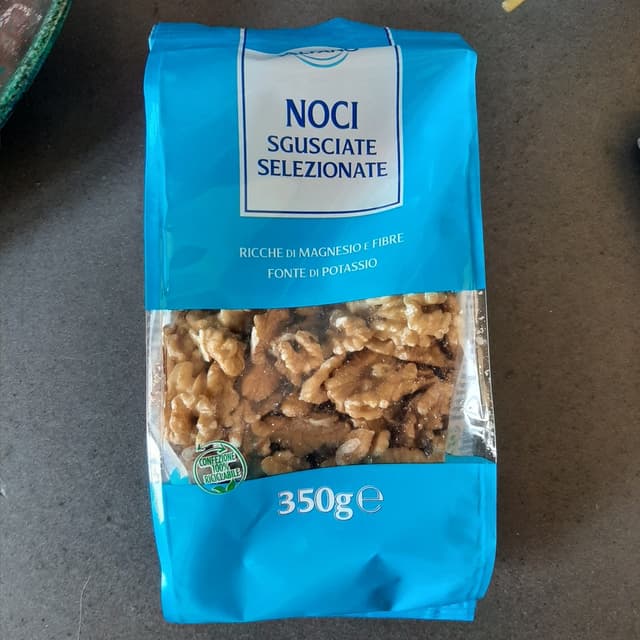 NOCI
SGUSCIATE
SELEZIONATE
RICCHE DI MAGNESIO E FIBRE
FONTE DI POTASSIO
CONFEZIONE
100%
RICICLABILE
350g ℮